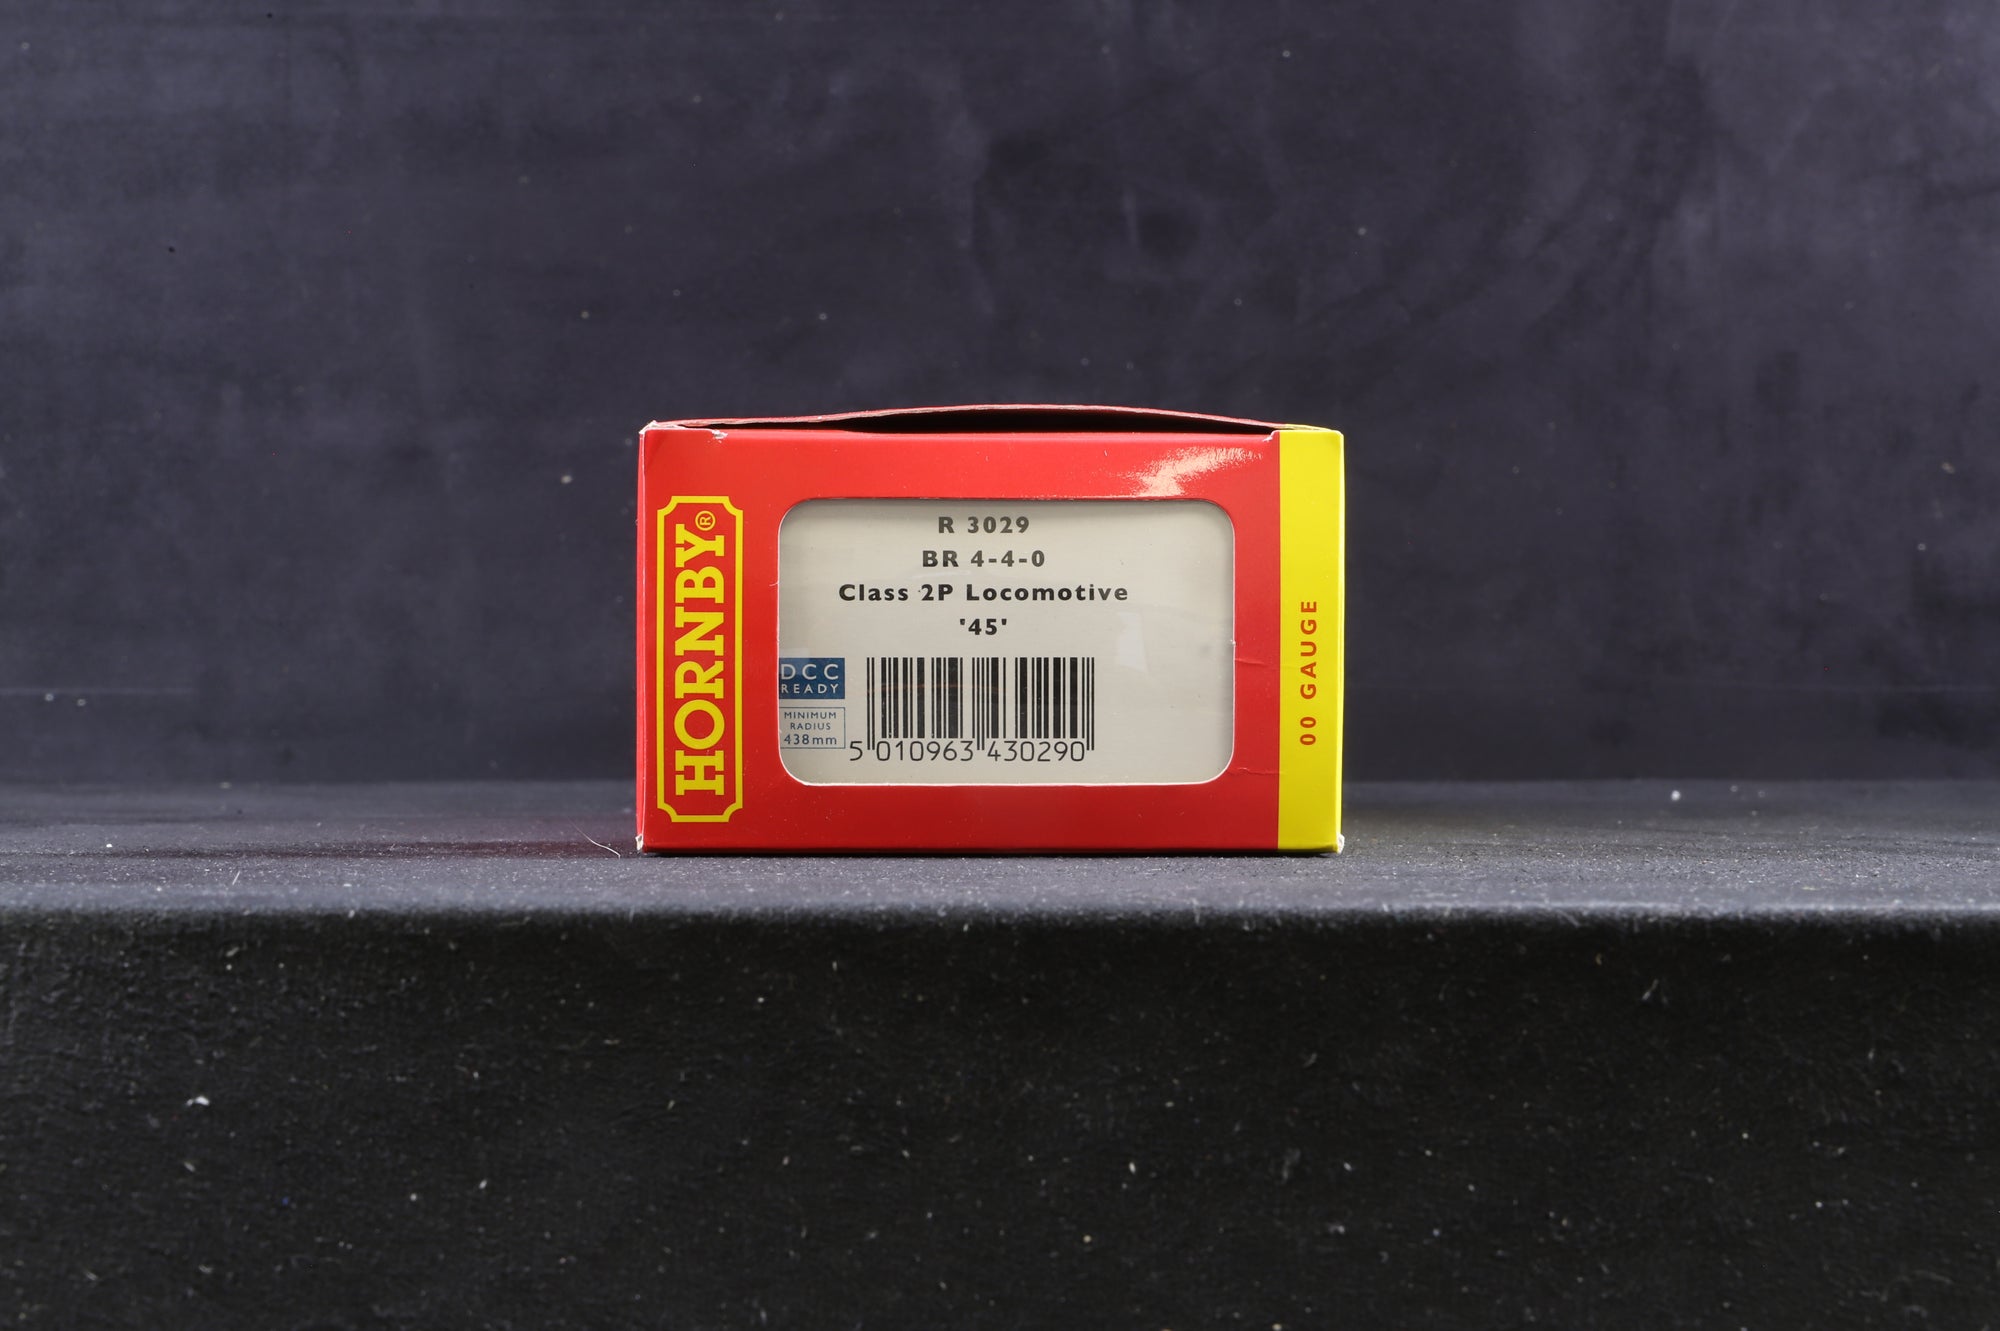 HORNBY®
R 3029
BR 4-4-0
Class 2P Locomotive
'45'
DCC
READY
MINIMUM
RADIUS
438mm
5 010963 430290
00 GAUGE